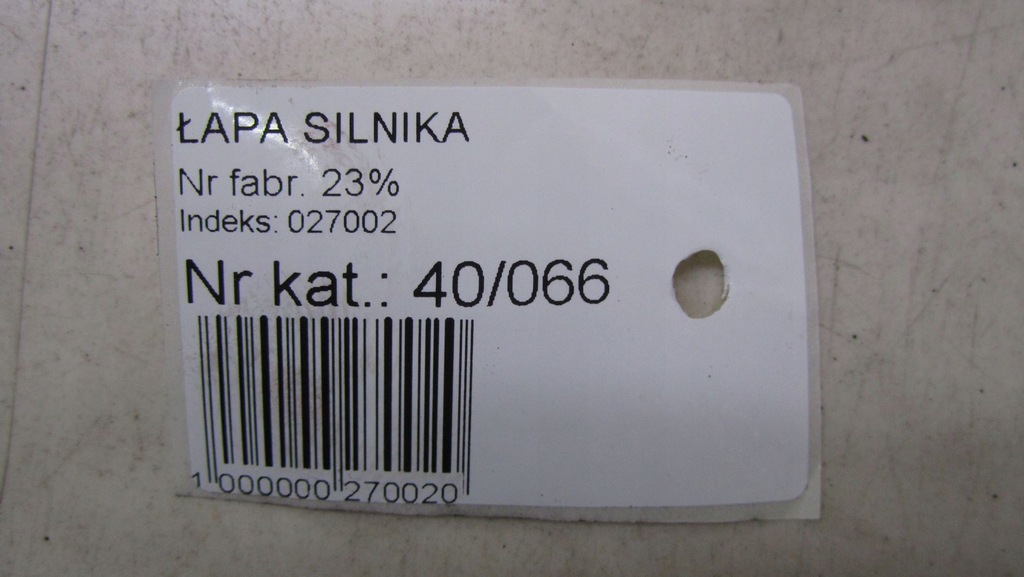 ŁAPA SILNIKA
Nr fabr. 23%
Indeks: 027002
Nr kat.: 40/066
1 000000 270020